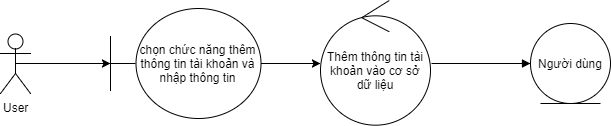 chọn chức năng thêm
thông tin tài khoản và
nhập thông tin
Thêm thông tin tài
khoản vào cơ sở
dữ liệu
Người dùng
User